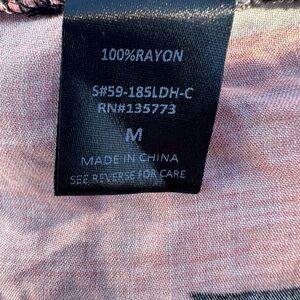 100%RAYON
S#59-185LDH-C
RN#135773
M
MADE IN CHINA
SEE REVERSE FOR CARE